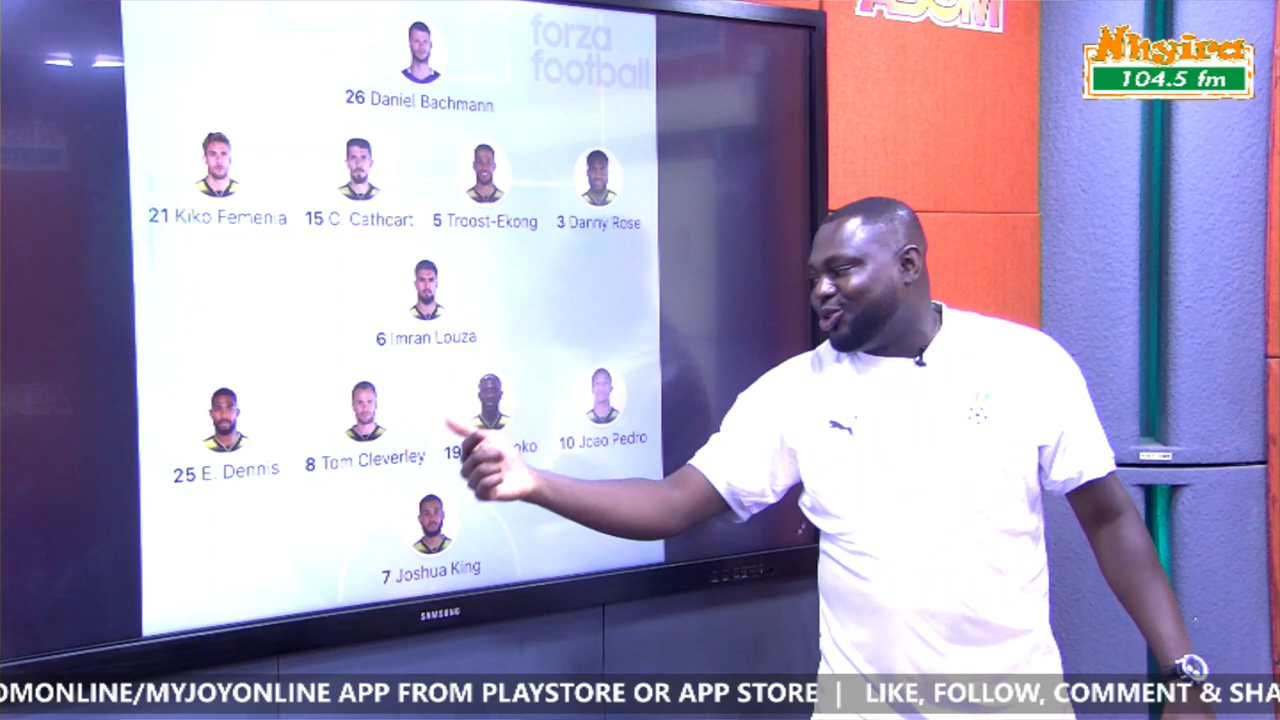 forza
football
Nhyira
104.5 fm
26 Daniel Bachmann
21 Kiko Femenia
15 C. Cathcart
5 Troost-Ekong
3 Danny Rose
6 Imran Louza
25 E. Dennis
8 Tom Cleverley
19
10 Joao Pedro
7 Joshua King
SAMSUNG
MYJOYONLINE APP FROM PLAYSTORE OR APP STORE | LIKE, FOLLOW, COMMENT &